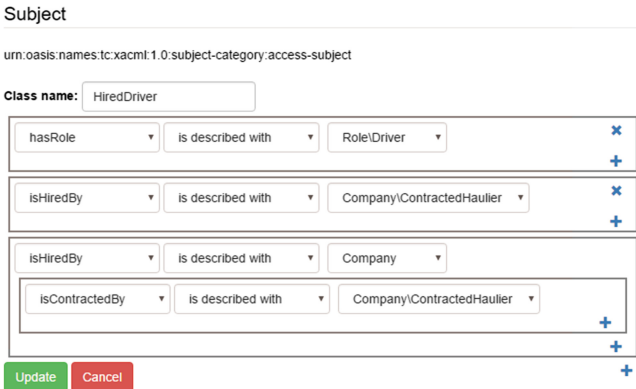 Subject
urn:oasis:names:tc:xacml:1.0:subject-category:access-subject
Class name: HiredDriver
hasRole is described with Role\Driver
isHiredBy is described with Company\ContractedHaulier
isHiredBy is described with Company
isContractedBy is described with Company\ContractedHaulier
Update Cancel